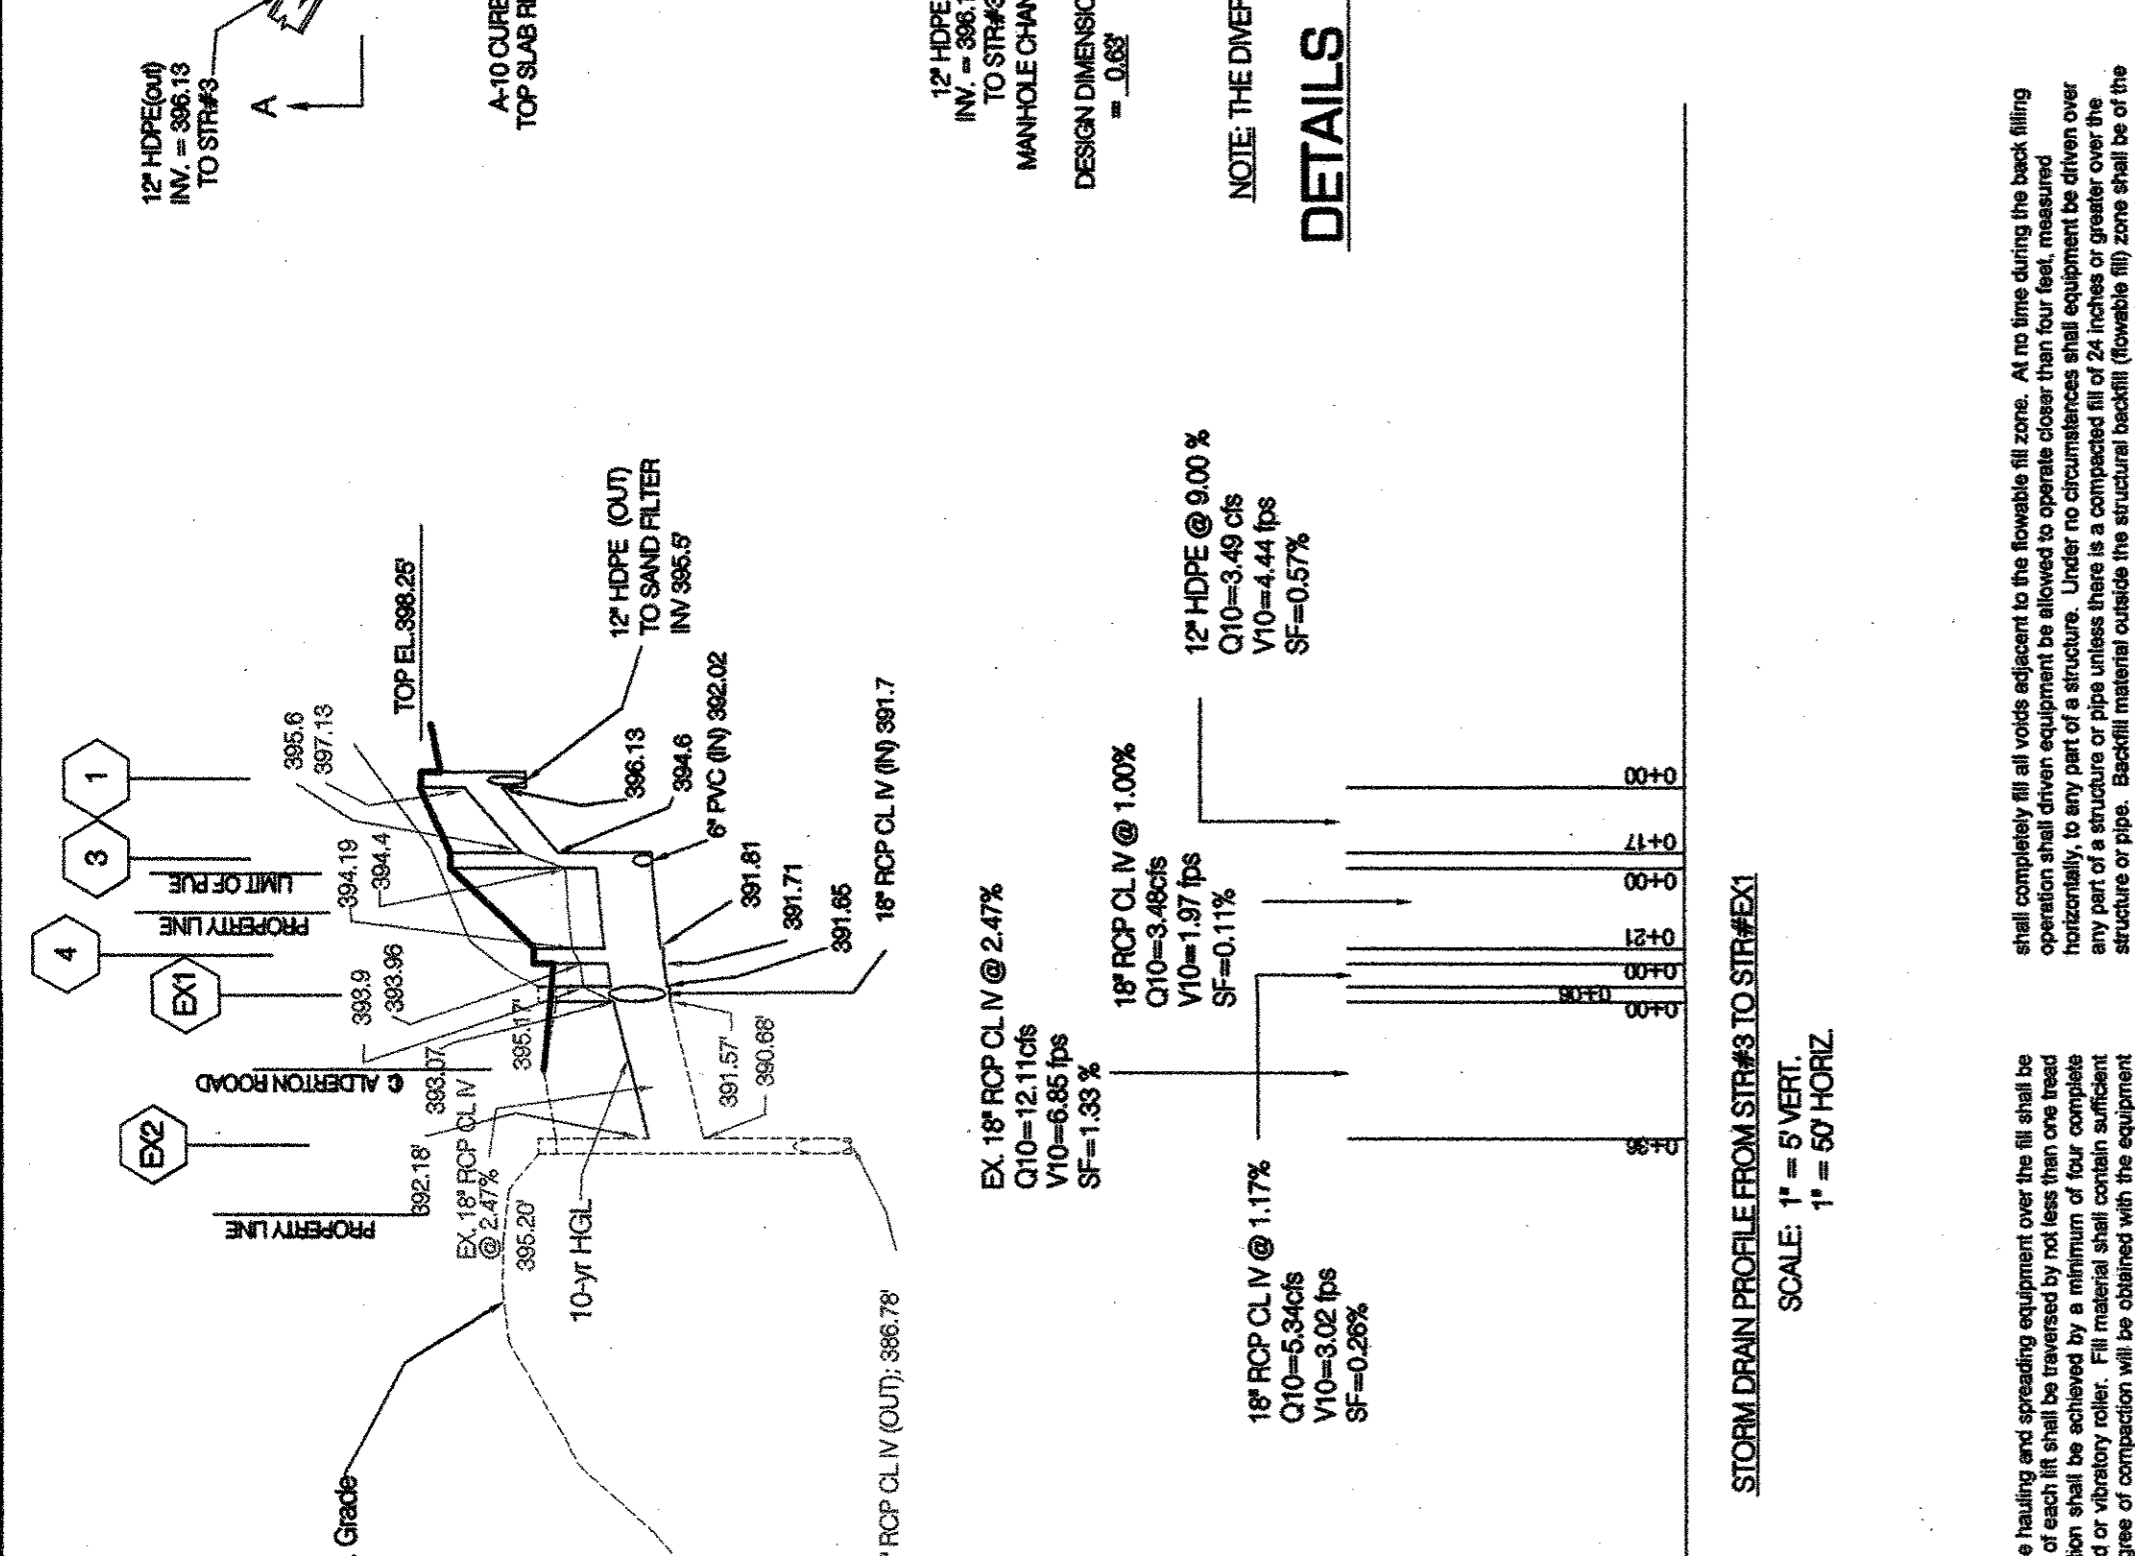 12" HDPE(out)
INV. = 396.13
TO STR#3
A
A-10 CURB
TOP SLAB
12" HDPE
INV. = 396.1
TO STR#3
MANHOLE CHAN
DESIGN DIMENSIO
= 0.63'
NOTE: THE DIVER
DETAILS
1
3
4
EX1
EX2
LIMIT OF PUE
PROPERTY LINE
℄ ALDERTON ROOAD
PROPERTY LINE
395.6
397.13
394.19
394.4
393.9
393.96
393.07
395.17'
392.18'
EX. 18" RCP CL IV
@ 2.47%
395.20'
10-yr HGL
Grade
TOP EL.398.25'
12" HDPE (OUT)
TO SAND FILTER
INV 395.5'
396.13
394.6
6" PVC (IN) 392.02
391.81
391.71
391.65
18" RCP CL IV (IN) 391.7
391.57'
390.68'
" RCP CL IV (OUT); 386.78'
12" HDPE @ 9.00 %
Q10=3.49 cfs
V10=4.44 fps
SF=0.57%
18" RCP CL IV @ 1.00%
Q10=3.48cfs
V10=1.97 fps
SF=0.11%
EX. 18" RCP CL IV @ 2.47%
Q10=12.11cfs
V10=6.85 fps
SF=1.33 %
18" RCP CL IV @ 1.17%
Q10=5.34cfs
V10=3.02 fps
SF=0.26%
0+00
0+17
0+00
0+21
0+00
0+06
0+00
0+36
STORM DRAIN PROFILE FROM STR#3 TO STR#EX1
SCALE: 1" = 5' VERT.
1" = 50' HORIZ.
e hauling and spreading equipment over the fill shall be
of each lift shall be traversed by not less than one tread
ion shall be achieved by a minimum of four complete
d or vibratory roller. Fill material shall contain sufficient
gree of compaction will be obtained with the equipment
shall completely fill all voids adjacent to the flowable fill zone. At no time during the back filling
operation shall driven equipment be allowed to operate closer than four feet, measured
horizontally, to any part of a structure. Under no circumstances shall equipment be driven over
any part of a structure or pipe unless there is a compacted fill of 24 inches or greater over the
structure or pipe. Backfill material outside the structural backfill (flowable fill) zone shall be of the